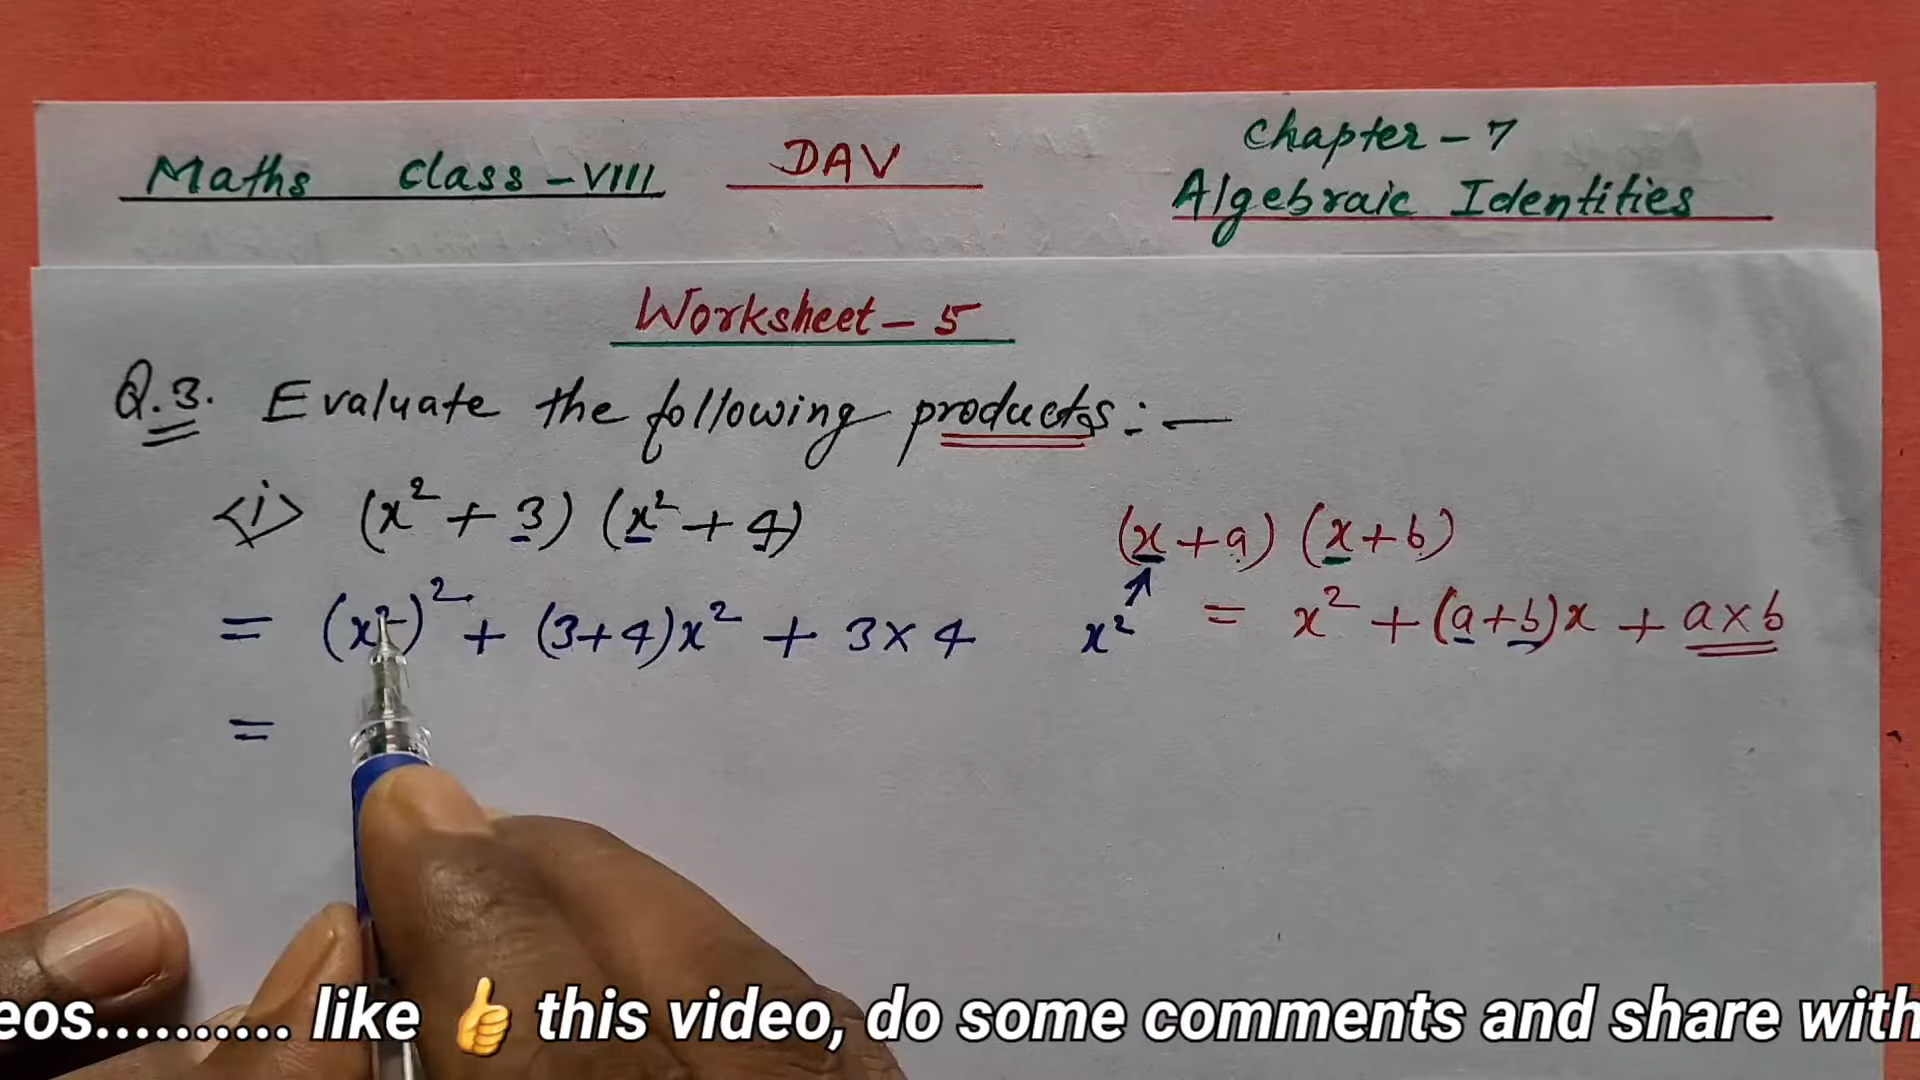 Maths Class-VIII DAV Chapter-7
Algebraic Identities
Worksheet-5
Q.3. Evaluate the following products:—
<i> (x²+3) (x²+4)
= (x²)² + (3+4)x² + 3×4
=
(x+a) (x+b)
x² = x² + (a+b)x + a×b
eos.......... like 👍 this video, do some comments and share with